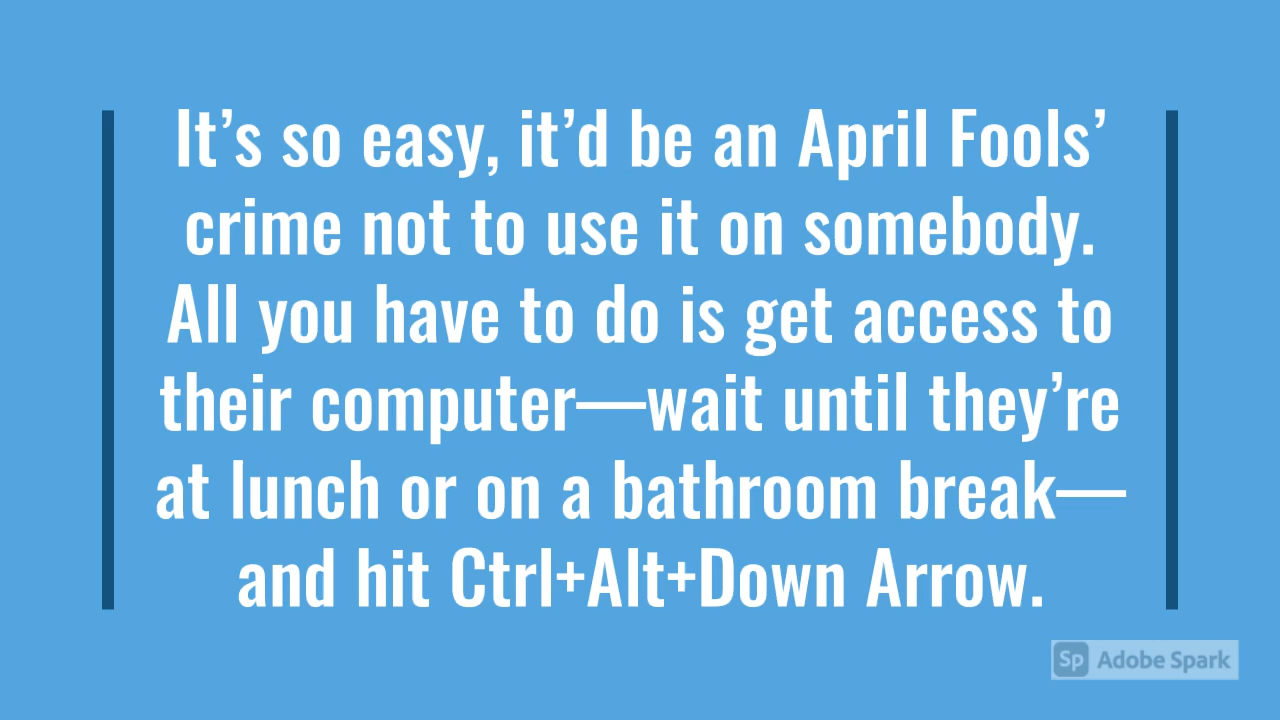 It’s so easy, it’d be an April Fools’
crime not to use it on somebody.
All you have to do is get access to
their computer—wait until they’re
at lunch or on a bathroom break—
and hit Ctrl+Alt+Down Arrow.
Sp Adobe Spark